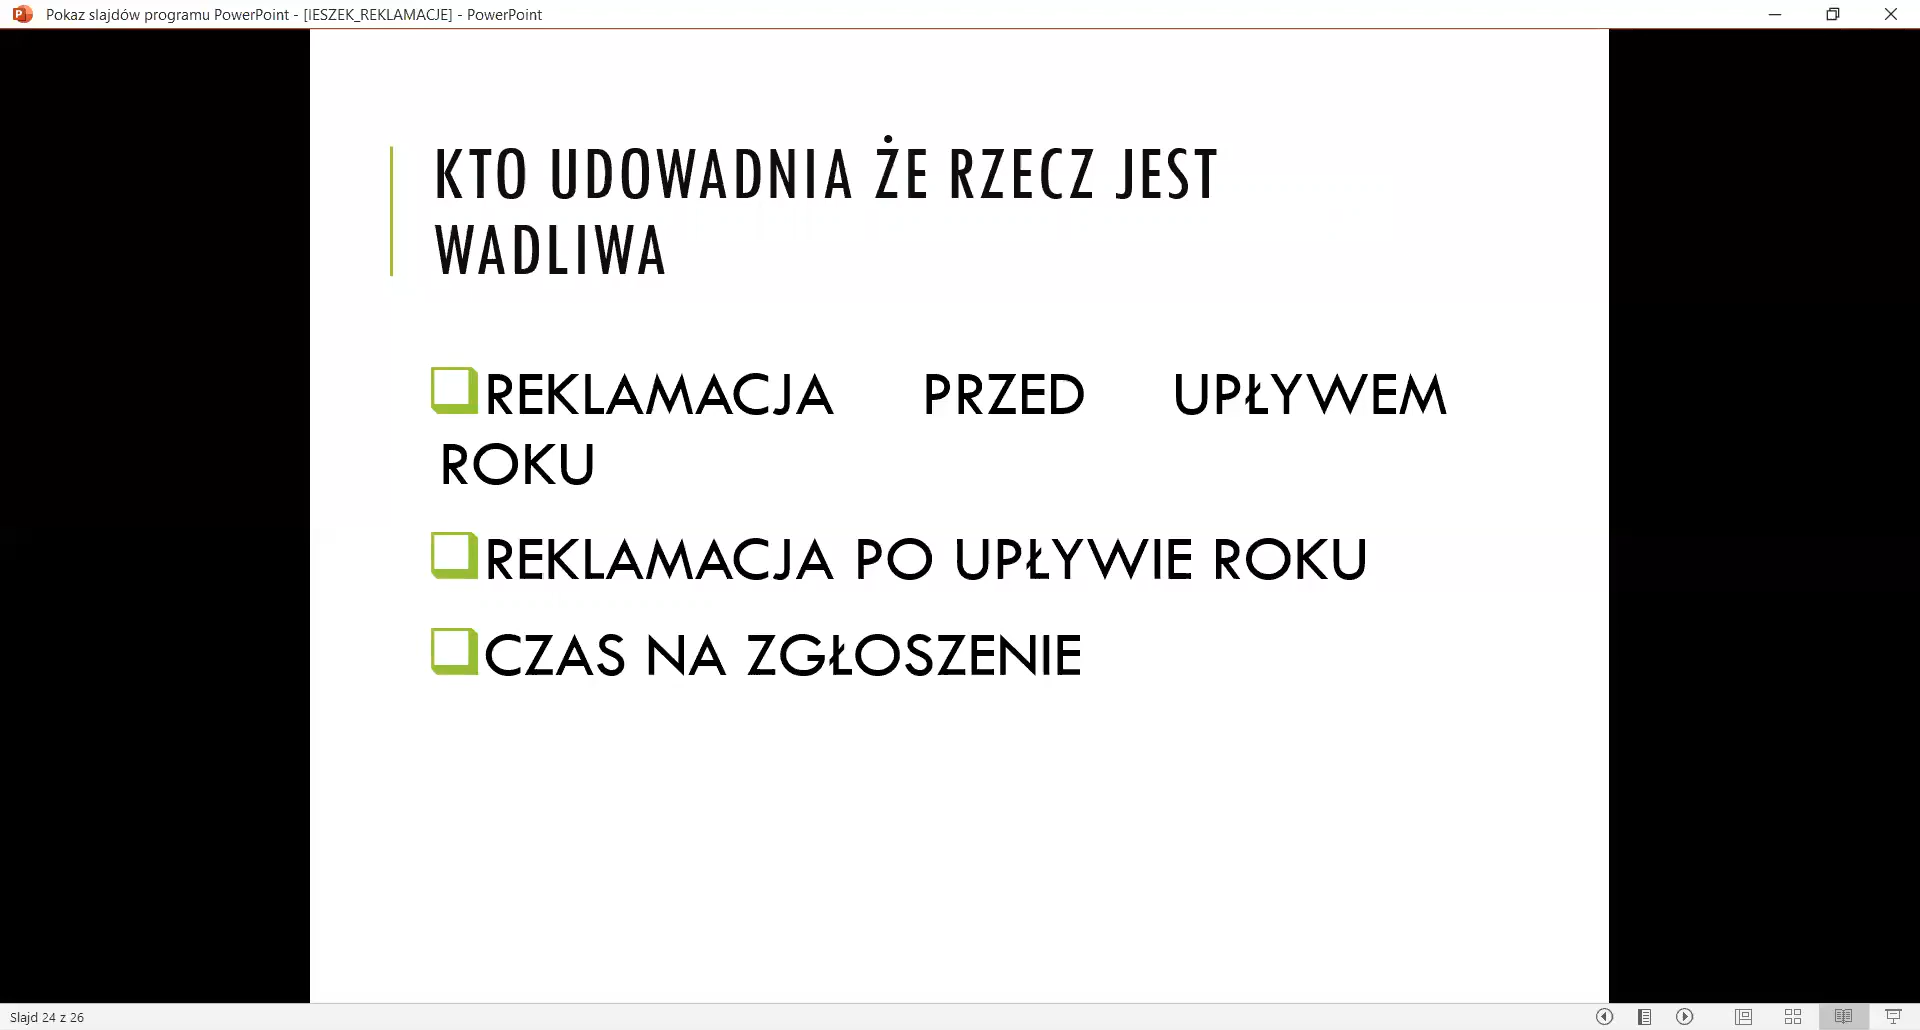 Pokaz slajdów programu PowerPoint - [IESZEK_REKLAMACJE] - PowerPoint
KTO UDOWADNIA ŻE RZECZ JEST
WADLIWA
REKLAMACJA PRZED UPŁYWEM
ROKU
REKLAMACJA PO UPŁYWIE ROKU
CZAS NA ZGŁOSZENIE
Slajd 24 z 26